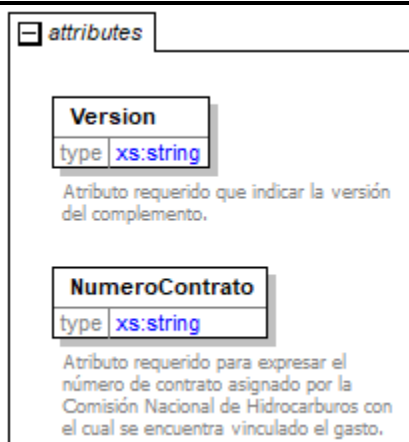 attributes
Version
type xs:string
Atributo requerido que indicar la versión
del complemento.
NumeroContrato
type xs:string
Atributo requerido para expresar el
número de contrato asignado por la
Comisión Nacional de Hidrocarburos con
el cual se encuentra vinculado el gasto.